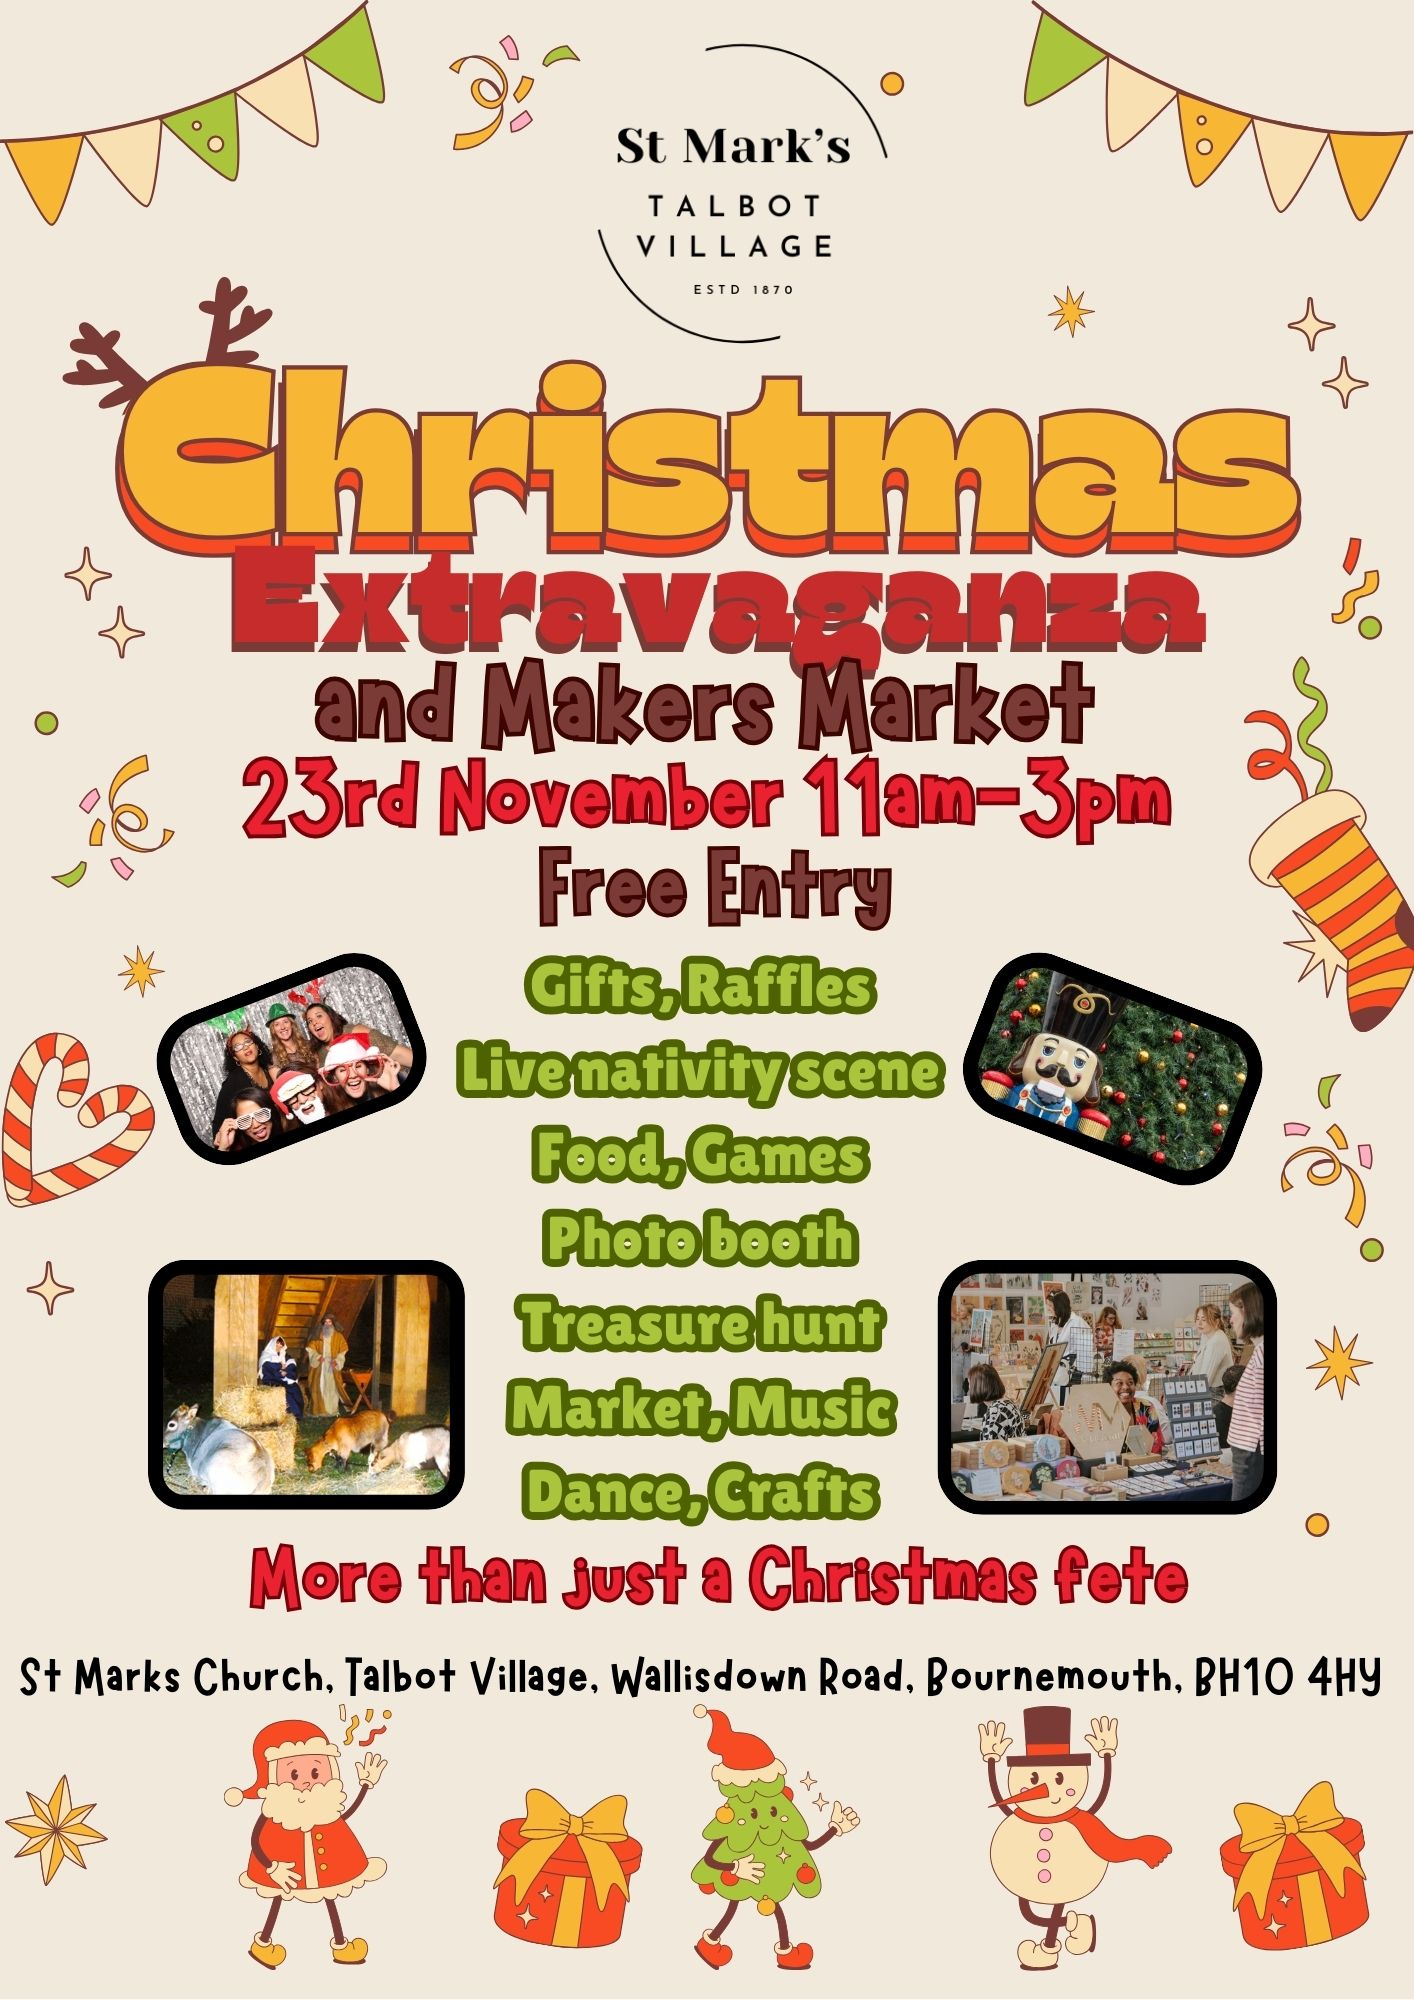 St Mark's
TALBOT
VILLAGE
ESTD 1870
Christmas
Extravaganza
and Makers Market
23rd November 11am-3pm
Free Entry
Gifts, Raffles
Live nativity scene
Food, Games
Photo booth
Treasure hunt
Market, Music
Dance, Crafts
More than just a Christmas fete
St Marks Church, Talbot Village, Wallisdown Road, Bournemouth, BH10 4HY